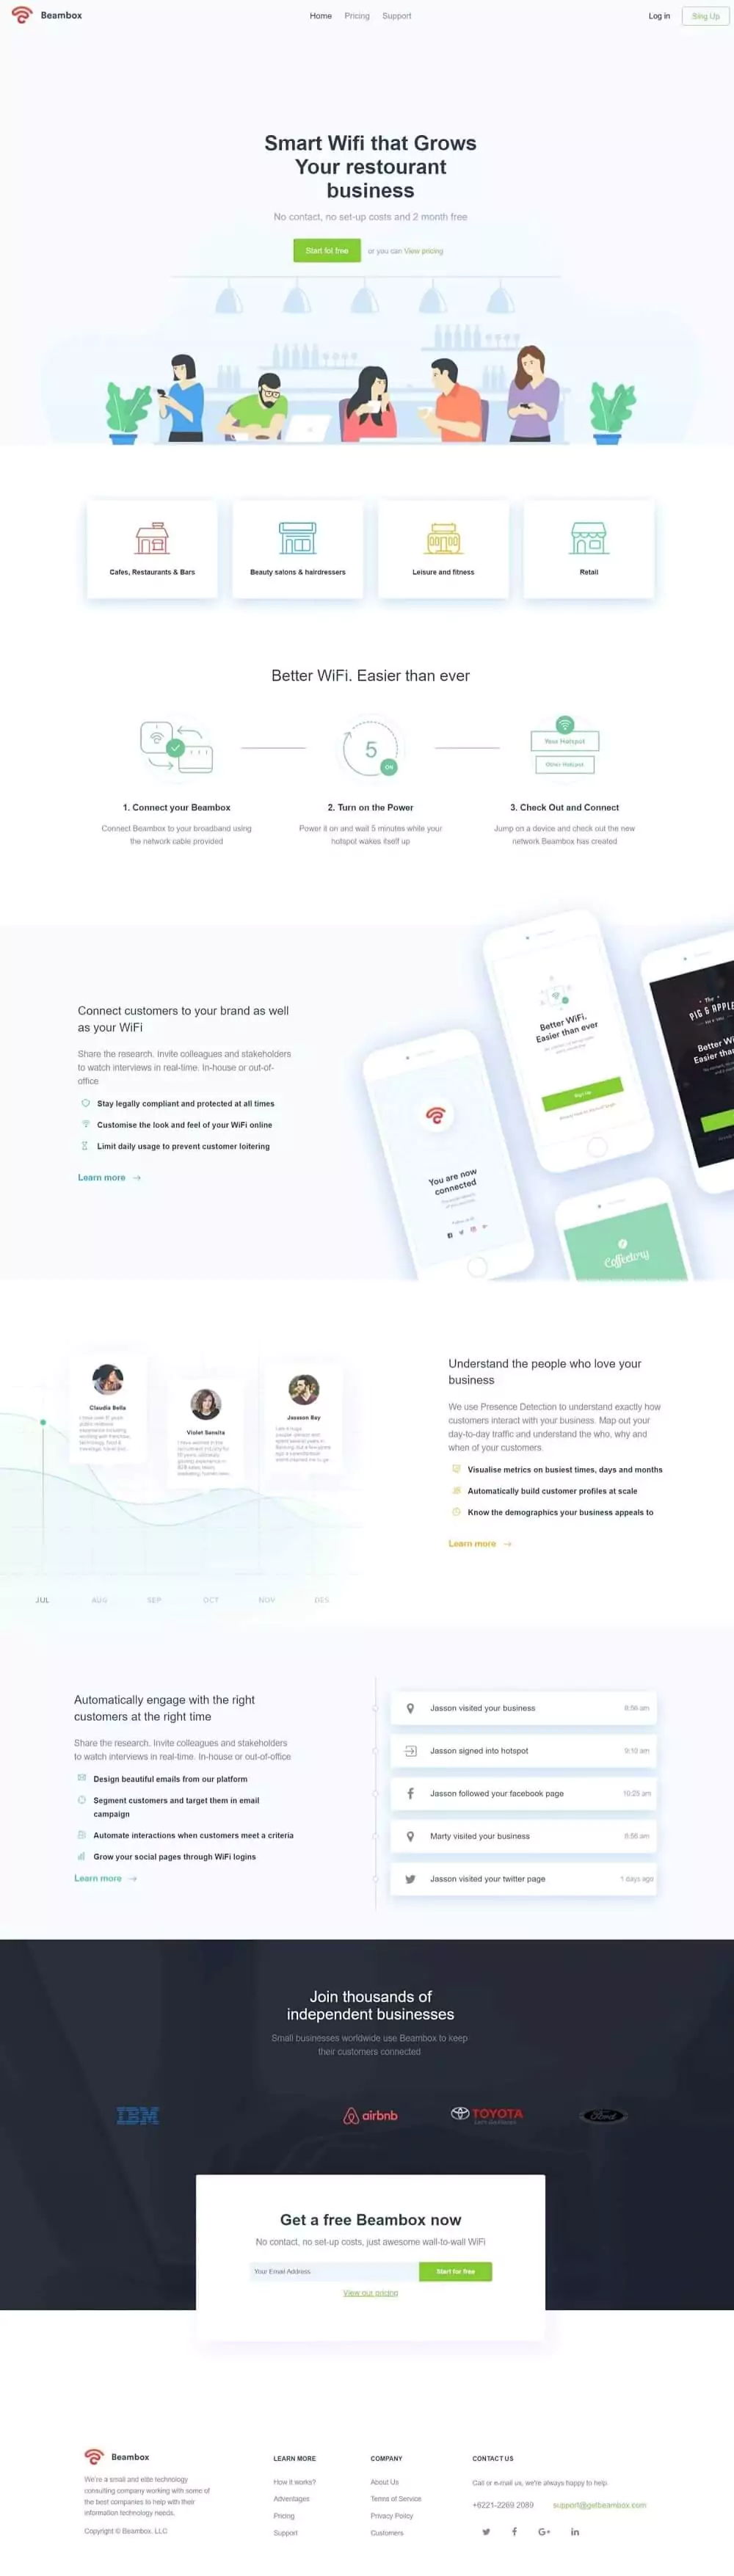 Beambox
Home Pricing Support
Log in
Sing Up
Smart Wifi that Grows
Your restourant
business
No contact, no set-up costs and 2 month free
Start fot free
or you can View pricing
Cafes, Restaurants & Bars
Beauty salons & hairdressers
Leisure and fitness
Retail
Better WiFi. Easier than ever
5
ON
Your Hotspot
Other Hotspot
1. Connect your Beambox
2. Turn on the Power
3. Check Out and Connect
Connect Beambox to your broadband using
the network cable provided
Power it on and wait 5 minutes while your
hotspot wakes itself up
Jump on a device and check out the new
network Beambox has created
Connect customers to your brand as well
as your WiFi
Share the research. Invite colleagues and stakeholders
to watch interviews in real-time. In-house or out-of-
office
Stay legally compliant and protected at all times
Customise the look and feel of your WiFi online
Limit daily usage to prevent customer loitering
Learn more
Better WiFi.
Easier than ever
Sign Up
The
PIG & APPLE
Better Wi
Easier tha
You are now
connected
Coffeetory
Claudia Bella
Violet Sansita
Jassson Bay
JUL
AUG
SEP
OCT
NOV
DES
Understand the people who love your
business
We use Presence Detection to understand exactly how
customers interact with your business. Map out your
day-to-day traffic and understand the who, why and
when of your customers
Visualise metrics on busiest times, days and months
Automatically build customer profiles at scale
Know the demographics your business appeals to
Learn more
Automatically engage with the right
customers at the right time
Share the research. Invite colleagues and stakeholders
to watch interviews in real-time. In-house or out-of-office
Design beautiful emails from our platform
Segment customers and target them in email
campaign
Automate interactions when customers meet a criteria
Grow your social pages through WiFi logins
Learn more
Jasson visited your business
8:56 am
Jasson signed into hotspot
9:10 am
Jasson followed your facebook page
10:25 am
Marty visited your business
8:56 am
Jasson visited your twitter page
1 days ago
Join thousands of
independent businesses
Small businesses worldwide use Beambox to keep
their customers connected
IBM
airbnb
TOYOTA
Let's Go Places
Ford
Get a free Beambox now
No contact, no set-up costs, just awesome wall-to-wall WiFi
Your Email Address
Start for free
View our pricing
Beambox
We're a small and elite technology
consulting company working with some of
the best companies to help with their
information technology needs.
Copyright © Beambox. LLC
LEARN MORE
How it works?
Adventages
Pricing
Support
COMPANY
About Us
Terms of Service
Privacy Policy
Customers
CONTACT US
Call or e-mail us, we're always happy to help
+6221-2269 2089
support@getbeambox.com